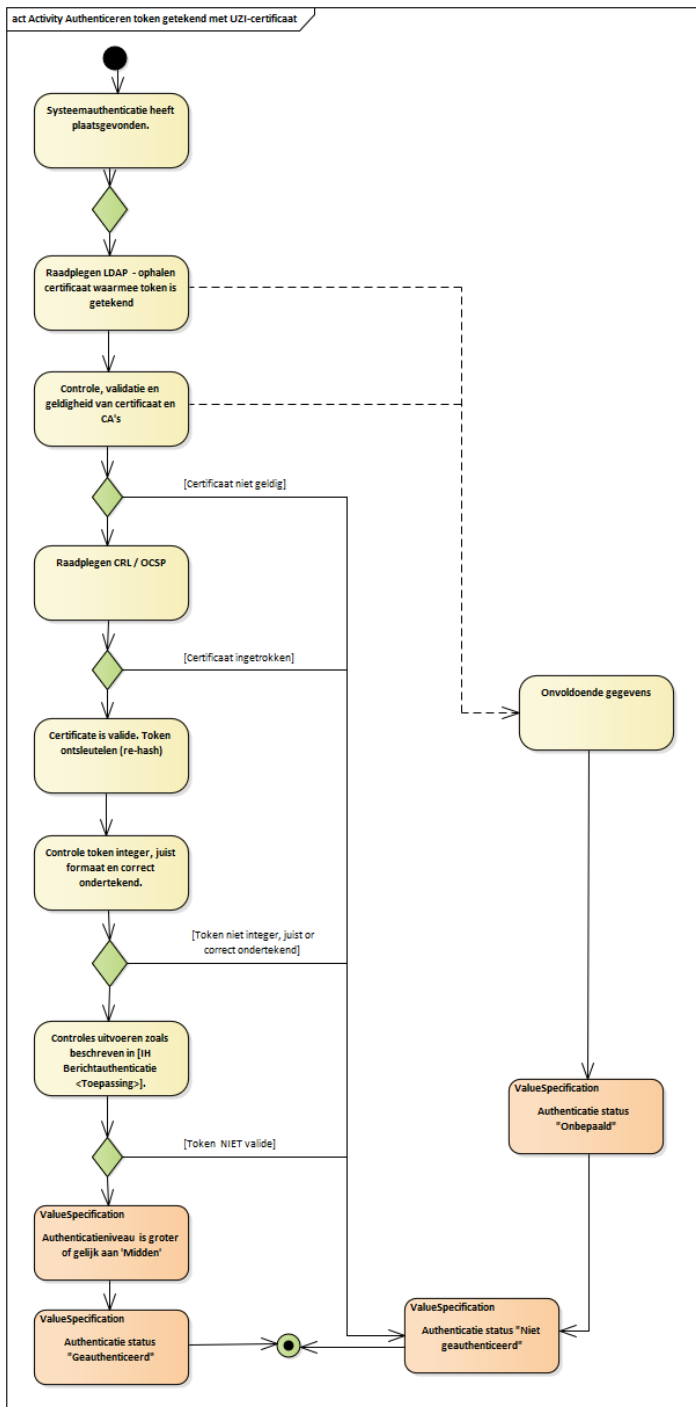 act Activity Authenticeren token getekend met UZI-certificaat
Systeemauthenticatie heeft
plaatsgevonden.
Raadplegen LDAP - ophalen
certificaat waarmee token is
getekend
Controle, validatie en
geldigheid van certificaat en
CA's
[Certificaat niet geldig]
Raadplegen CRL / OCSP
[Certificaat ingetrokken]
Onvoldoende gegevens
Certificate is valide. Token
ontsleutelen (re-hash)
Controle token integer, juist
formaat en correct
ondertekend.
[Token niet integer, juist or
correct ondertekend]
Controles uitvoeren zoals
beschreven in [IH
Berichtauthenticatie
<Toepassing>].
ValueSpecification
Authenticatie status
"Onbepaald"
[Token NIET valide]
ValueSpecification
Authenticatieniveau is groter
of gelijk aan 'Midden'
ValueSpecification
Authenticatie status
"Geauthenticeerd"
ValueSpecification
Authenticatie status "Niet
geauthenticeerd"